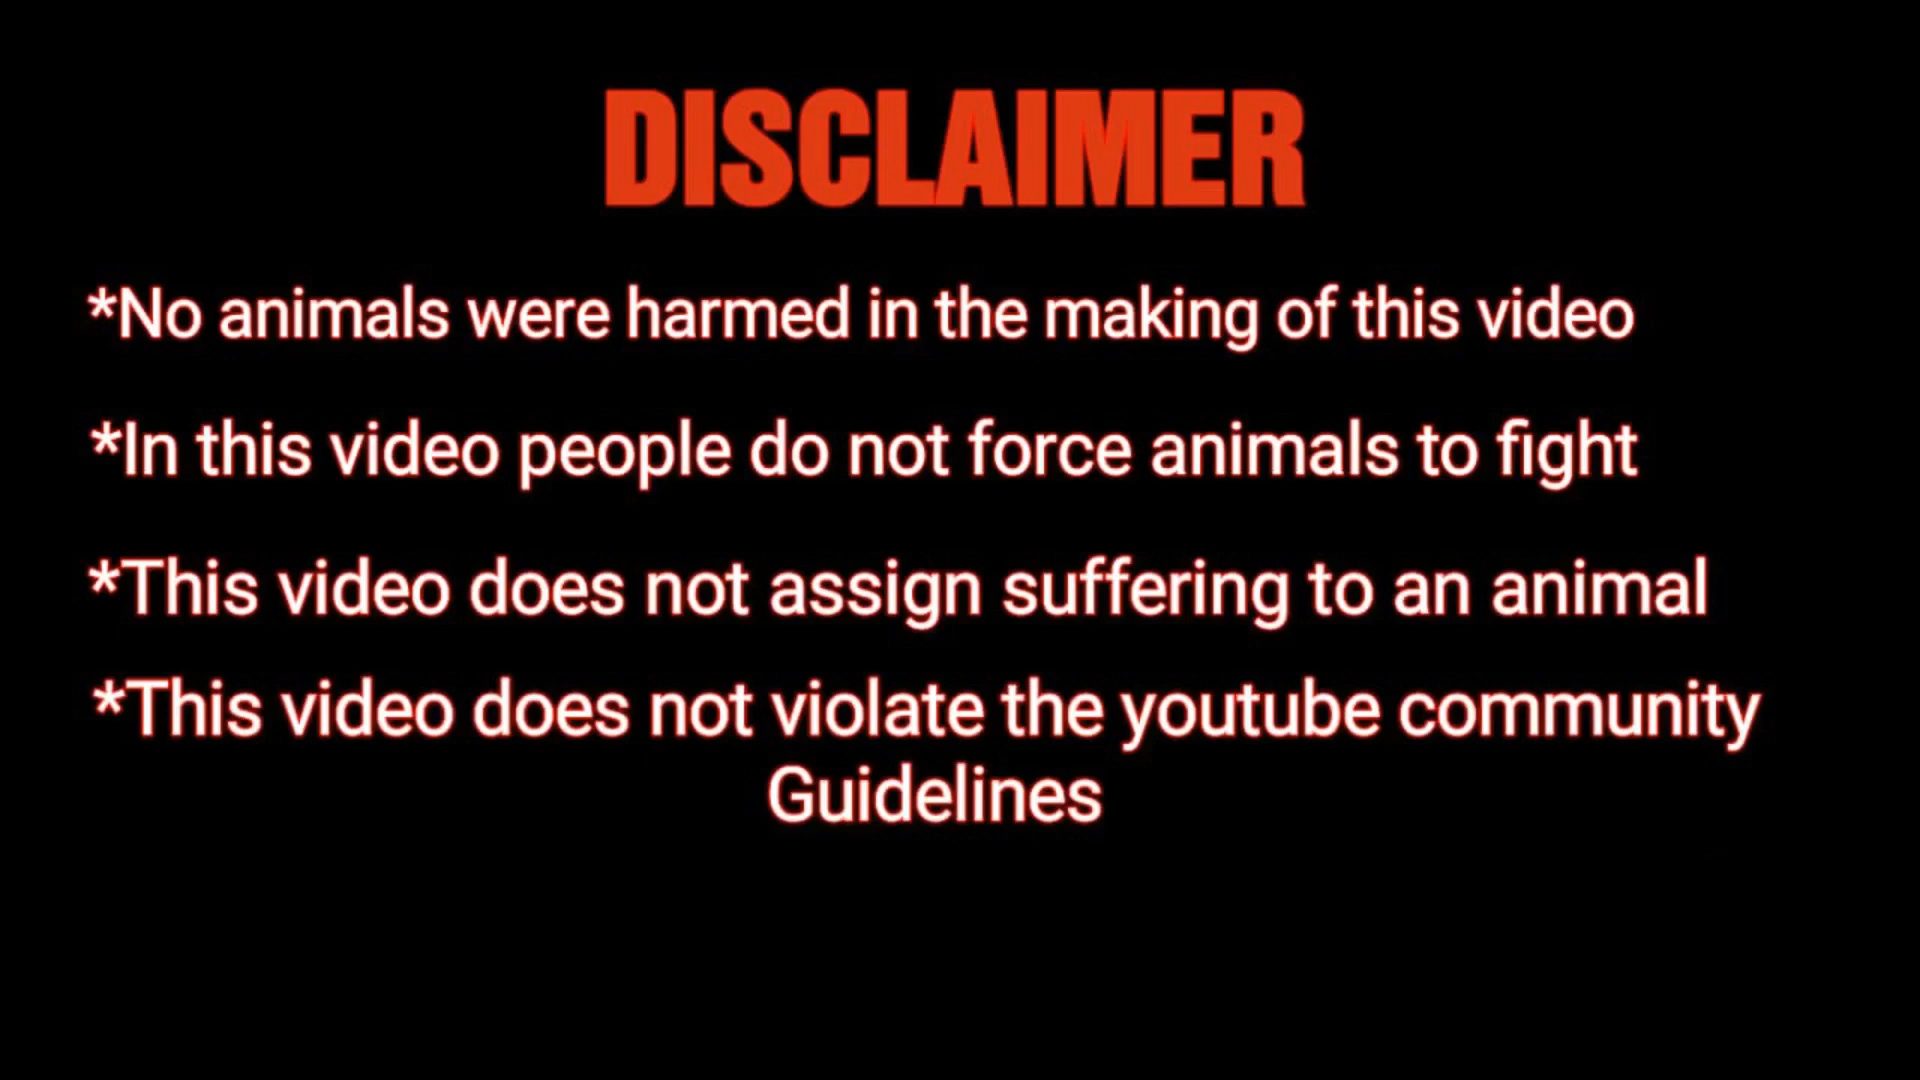 DISCLAIMER
*No animals were harmed in the making of this video
*In this video people do not force animals to fight
*This video does not assign suffering to an animal
*This video does not violate the youtube community
Guidelines